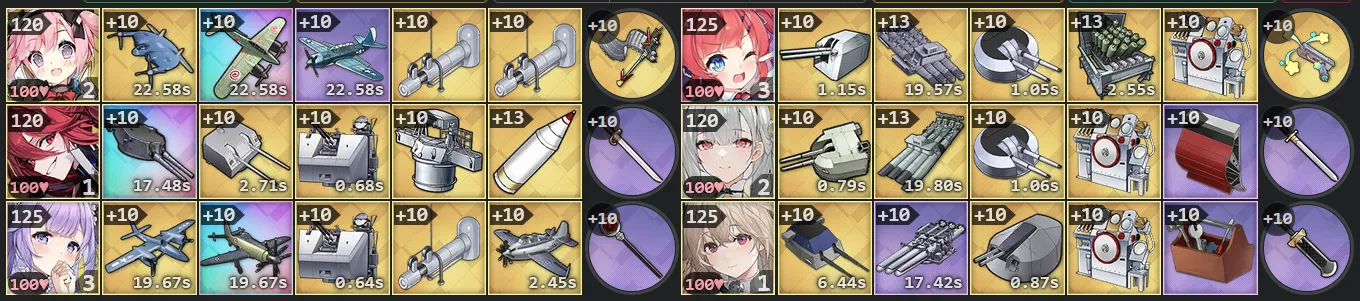 120 +10 +10 +10 +10 +10 +10 125 +10 +13 +10 +13 +10 +10
100♥ 2 22.58s 22.58s 22.58s 100♥ 3 1.15s 19.57s 1.05s 2.55s
120 +10 +10 +10 +10 +13 +10 120 +10 +13 +10 +10 +10 +10
100♥ 1 17.48s 2.71s 0.68s 100♥ 2 0.79s 19.80s 1.06s
125 +10 +10 +10 +10 +10 +10 125 +10 +10 +10 +10 +10 +10
100♥ 3 19.67s 19.67s 0.64s 2.45s 100♥ 1 6.44s 17.42s 0.87s